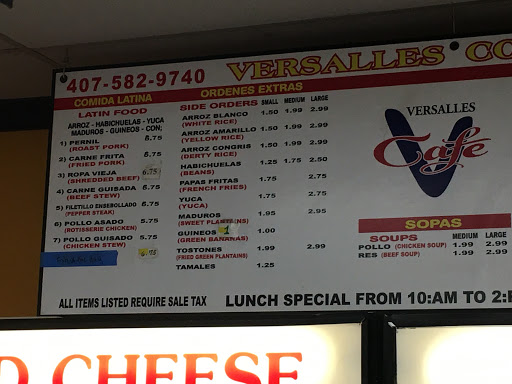 407-582-9740 VERSALLES CO
COMIDA LATINA
LATIN FOOD
ARROZ - HABICHUELAS - YUCA
MADUROS - GUINEOS - CON;
1) PERNIL 5.75
(ROAST PORK)
2) CARNE FRITA 5.75
(FRIED PORK)
3) ROPA VIEJA 6.75
(SHREDDED BEEF)
4) CARNE GUISADA 5.75
(BEEF STEW)
5) FILETILLO ENSEBOLLADO 5.75
(PEPPER STEAK)
6) POLLO ASADO 5.75
(ROTISSERIE CHICKEN)
7) POLLO GUISADO 5.75
(CHICKEN STEW)
ORDENES EXTRAS
SIDE ORDERS SMALL MEDIUM LARGE
ARROZ BLANCO 1.50 1.99 2.99
(WHITE RICE)
ARROZ AMARILLO 1.50 1.99 2.99
(YELLOW RICE)
ARROZ CONGRIS 1.50 1.99 2.99
(DERTY RICE)
HABICHUELAS 1.25 1.75 2.50
(BEANS)
PAPAS FRITAS 1.75 2.75
(FRENCH FRIES)
YUCA 1.75 2.75
(YUCA)
MADUROS 1.95 2.95
(SWEET PLANTAINS)
GUINEOS 1 1.00
(GREEN BANANAS)
TOSTONES 1.99 2.99
(FRIED GREEN PLANTAINS)
TAMALES 1.25
VERSALLES
Cafe
SOPAS
SOUPS MEDIUM LARGE
POLLO (CHICKEN SOUP) 1.99 2.99
RES (BEEF SOUP) 1.99 2.99
ALL ITEMS LISTED REQUIRE SALE TAX LUNCH SPECIAL FROM 10:AM TO 2:
D CHEESE